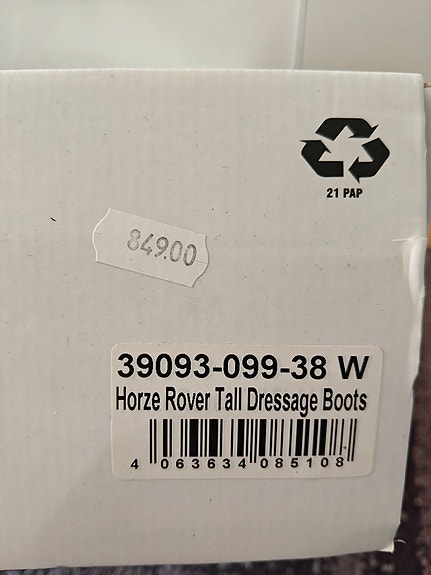 21 PAP
849.00
39093-099-38 W
Horze Rover Tall Dressage Boots
4 063634 085108